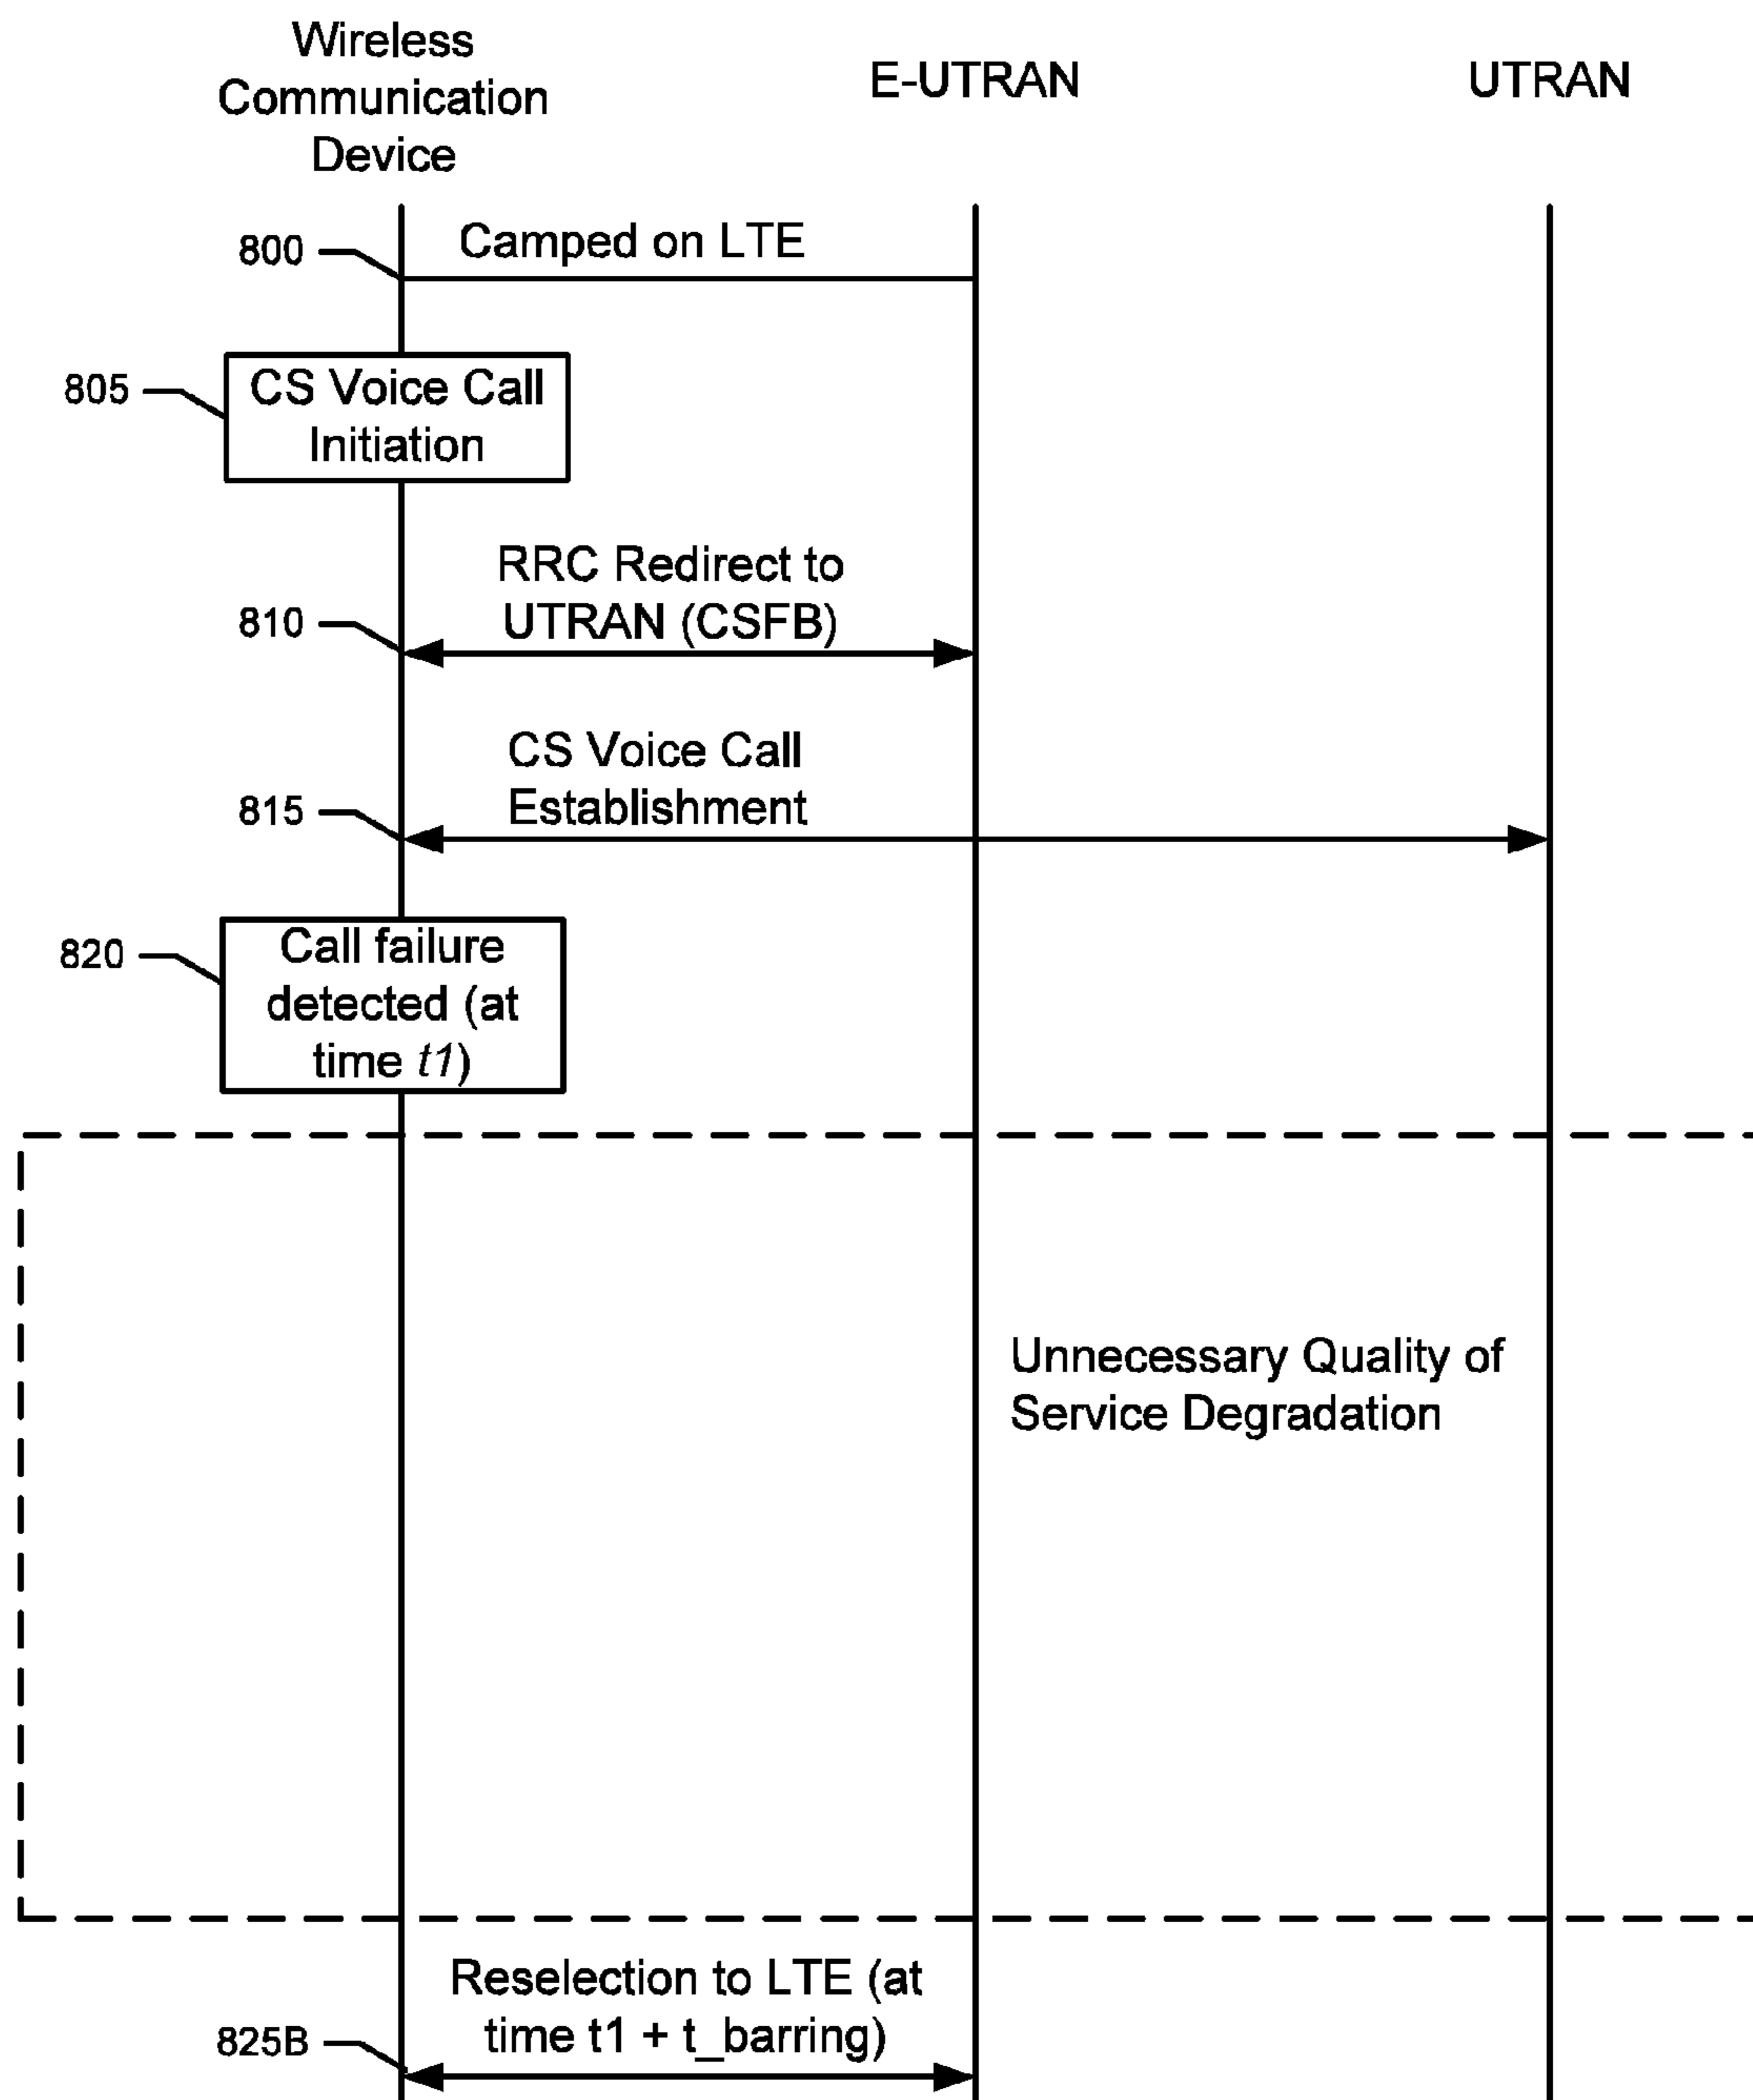 Wireless
Communication
Device
E-UTRAN
UTRAN
800
Camped on LTE
805
CS Voice Call
Initiation
RRC Redirect to
UTRAN (CSFB)
810
CS Voice Call
Establishment
815
820
Call failure
detected (at
time t1)
Unnecessary Quality of
Service Degradation
Reselection to LTE (at
time t1 + t_barring)
825B